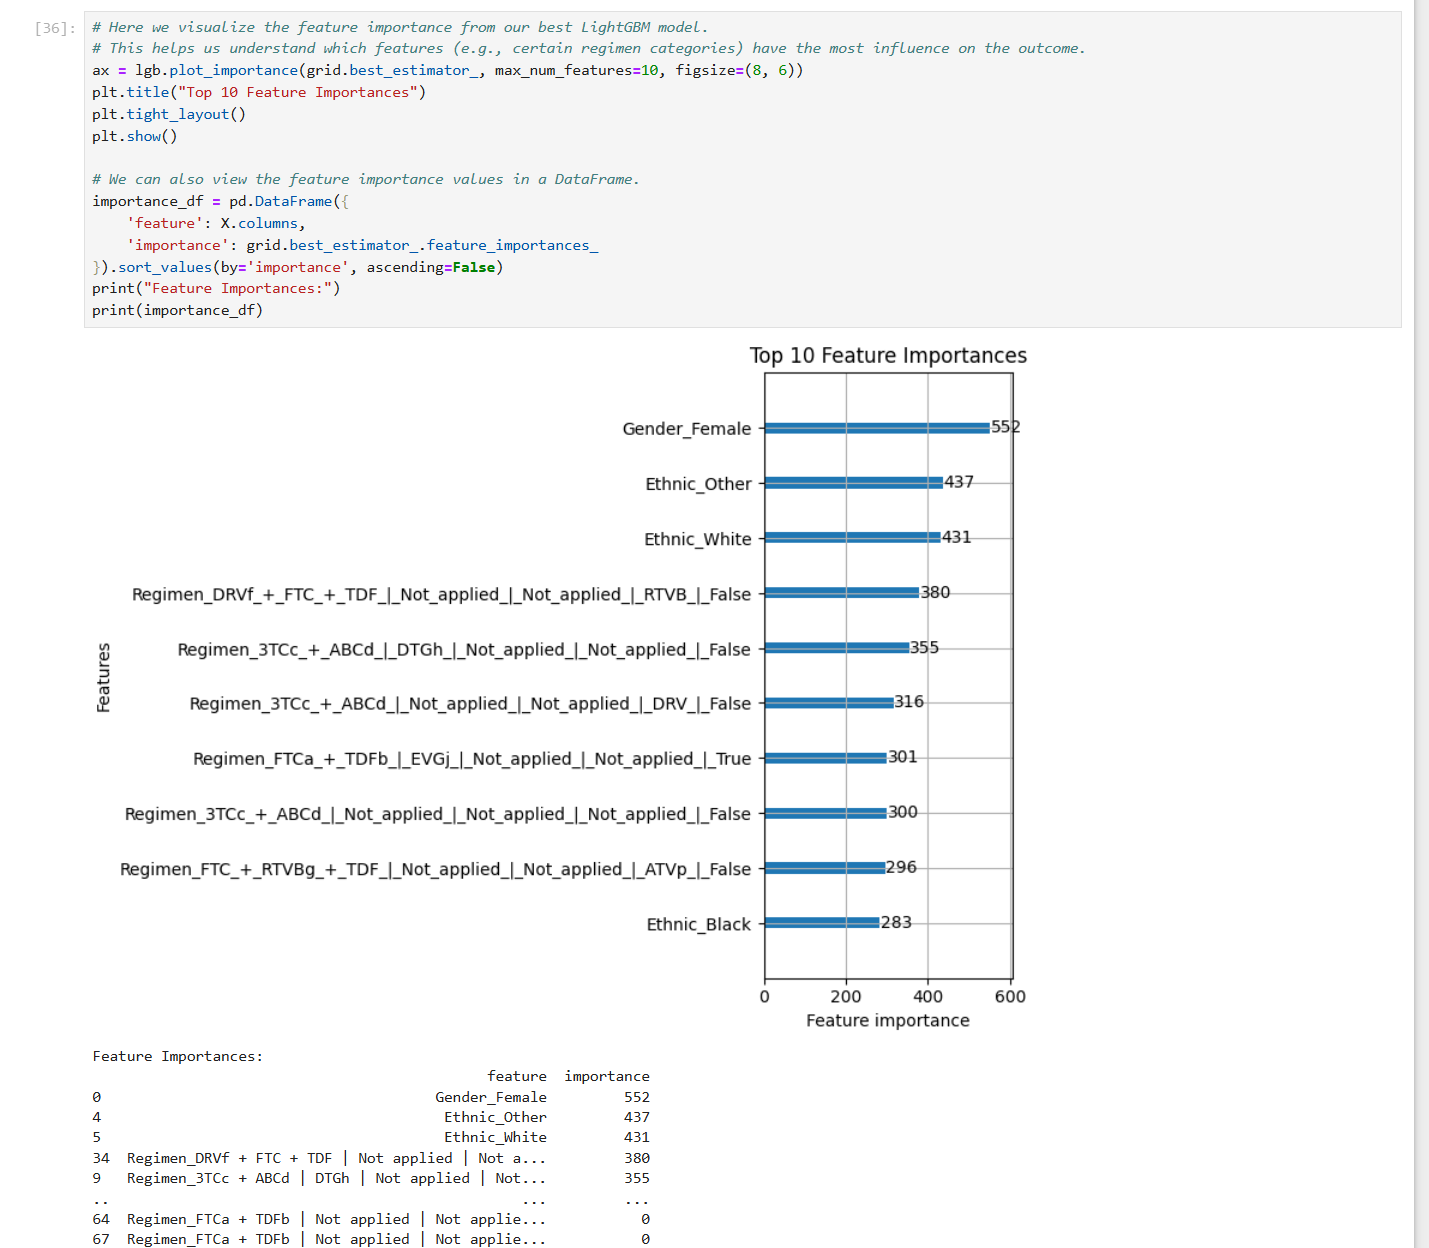 [36]:
# Here we visualize the feature importance from our best LightGBM model.
# This helps us understand which features (e.g., certain regimen categories) have the most influence on the outcome.
ax = lgb.plot_importance(grid.best_estimator_, max_num_features=10, figsize=(8, 6))
plt.title("Top 10 Feature Importances")
plt.tight_layout()
plt.show()
# We can also view the feature importance values in a DataFrame.
importance_df = pd.DataFrame({
    'feature': X.columns,
    'importance': grid.best_estimator_.feature_importances_
}).sort_values(by='importance', ascending=False)
print("Feature Importances:")
print(importance_df)
Top 10 Feature Importances
Gender_Female 552
Ethnic_Other 437
Ethnic_White 431
Regimen_DRVf_+_FTC_+_TDF_|_Not_applied_|_Not_applied_|_RTVB_|_False 380
Regimen_3TCc_+_ABCd_|_DTGh_|_Not_applied_|_Not_applied_|_False 355
Regimen_3TCc_+_ABCd_|_Not_applied_|_Not_applied_|_DRV_|_False 316
Regimen_FTCa_+_TDFb_|_EVGj_|_Not_applied_|_Not_applied_|_True 301
Regimen_3TCc_+_ABCd_|_Not_applied_|_Not_applied_|_Not_applied_|_False 300
Regimen_FTC_+_RTVBg_+_TDF_|_Not_applied_|_Not_applied_|_ATVp_|_False 296
Ethnic_Black 283
Features
0 200 400 600
Feature importance
Feature Importances:
feature importance
0 Gender_Female 552
4 Ethnic_Other 437
5 Ethnic_White 431
34 Regimen_DRVf + FTC + TDF | Not applied | Not a... 380
9 Regimen_3TCc + ABCd | DTGh | Not applied | Not... 355
.. ... ...
64 Regimen_FTCa + TDFb | Not applied | Not applie... 0
67 Regimen_FTCa + TDFb | Not applied | Not applie... 0